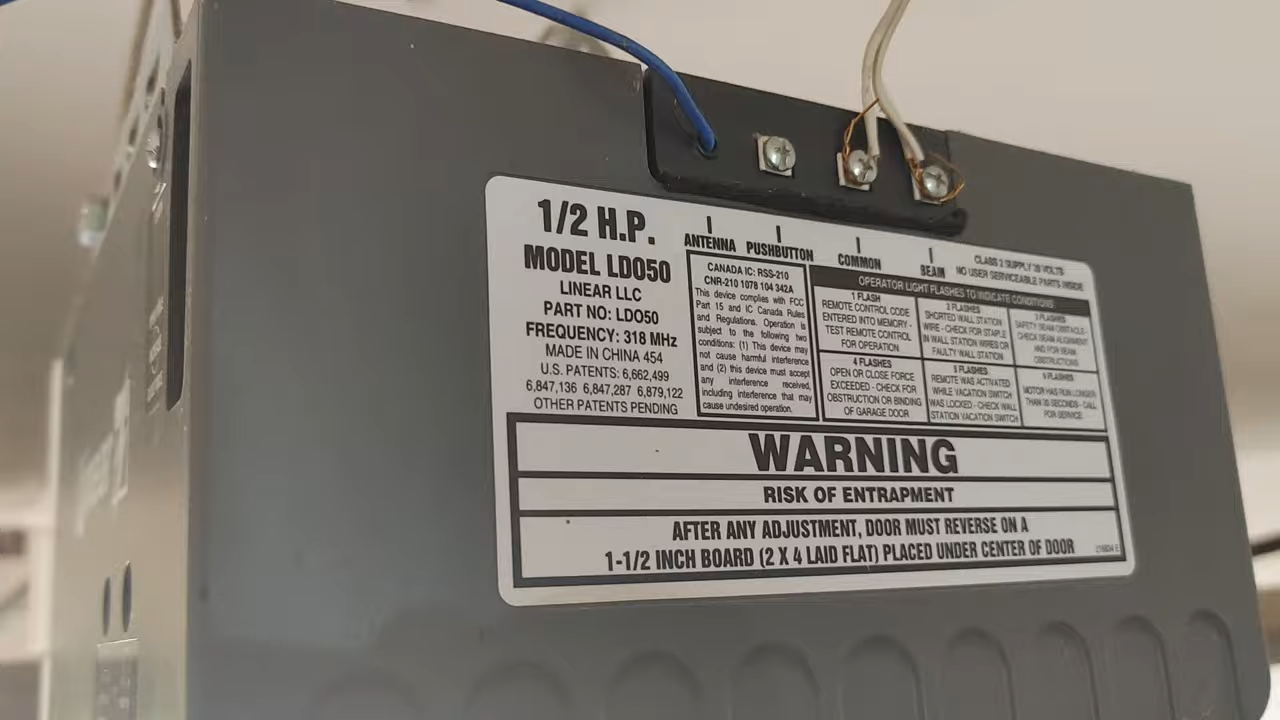 1/2 H.P.
MODEL LDO50
LINEAR LLC
PART NO: LDO50
FREQUENCY: 318 MHz
MADE IN CHINA 454
U.S. PATENTS: 6,662,499
6,847,136 6,847,287 6,879,122
OTHER PATENTS PENDING
ANTENNA
PUSHBUTTON
COMMON
BEAM
CLASS 2 SUPPLY 28 VOLTS
NO USER SERVICEABLE PARTS INSIDE
CANADA IC: RSS-210
CNR-210 1078 104 342A
This device complies with FCC
Part 15 and IC Canada Rules
and Regulations. Operation is
subject to the following two
conditions: (1) This device may
not cause harmful interference
and (2) this device must accept
any interference received,
including interference that may
cause undesired operation.
OPERATOR LIGHT FLASHES TO INDICATE CONDITIONS
1 FLASH
REMOTE CONTROL CODE
ENTERED INTO MEMORY -
TEST REMOTE CONTROL
FOR OPERATION
2 FLASHES
SHORTED WALL STATION
WIRE - CHECK FOR STAPLE
IN WALL STATION WIRES OR
FAULTY WALL STATION
3 FLASHES
SAFETY BEAM OBSTACLE -
CHECK BEAM ALIGNMENT
AND FOR BEAM
OBSTRUCTIONS
4 FLASHES
OPEN OR CLOSE FORCE
EXCEEDED - CHECK FOR
OBSTRUCTION OR BINDING
OF GARAGE DOOR
5 FLASHES
REMOTE WAS ACTIVATED
WHILE VACATION SWITCH
WAS LOCKED - CHECK WALL
STATION VACATION SWITCH
6 FLASHES
MOTOR HAS RUN LONGER
THAN 30 SECONDS - CALL
FOR SERVICE
WARNING
RISK OF ENTRAPMENT
AFTER ANY ADJUSTMENT, DOOR MUST REVERSE ON A
1-1/2 INCH BOARD (2 X 4 LAID FLAT) PLACED UNDER CENTER OF DOOR